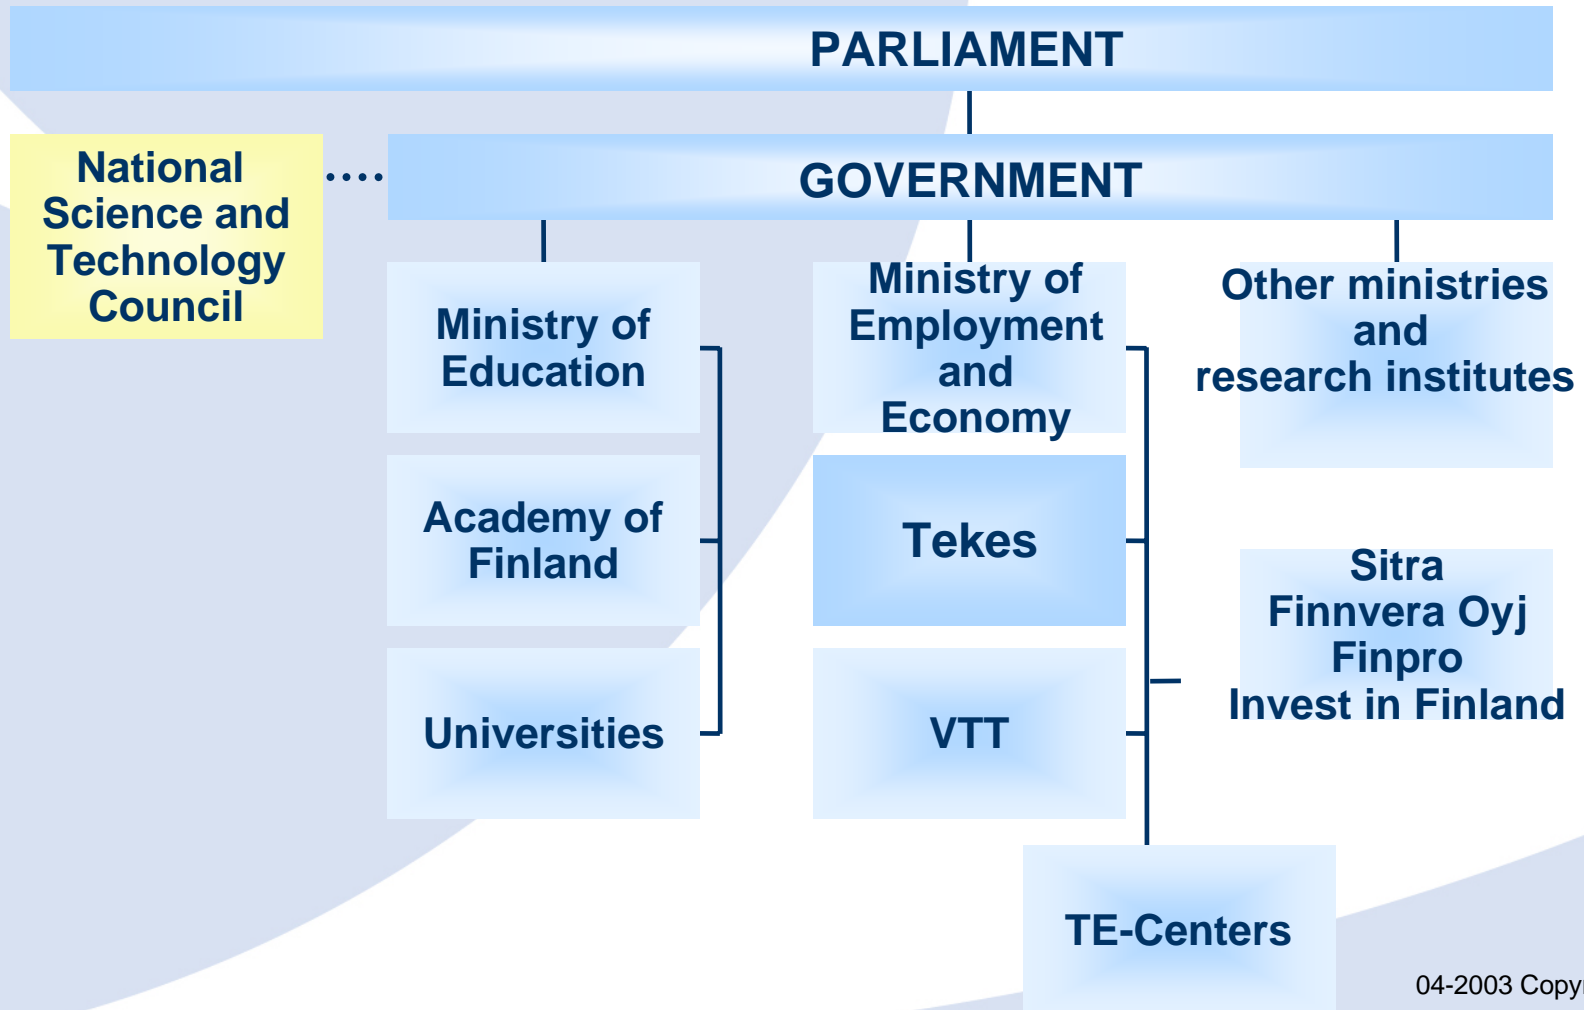 PARLIAMENT
National
Science and
Technology
Council
GOVERNMENT
Ministry of
Education
Ministry of
Employment
and
Economy
Other ministries
and
research institutes
Academy of
Finland
Tekes
Sitra
Finnvera Oyj
Finpro
Invest in Finland
Universities
VTT
TE-Centers
04-2003 Copyr